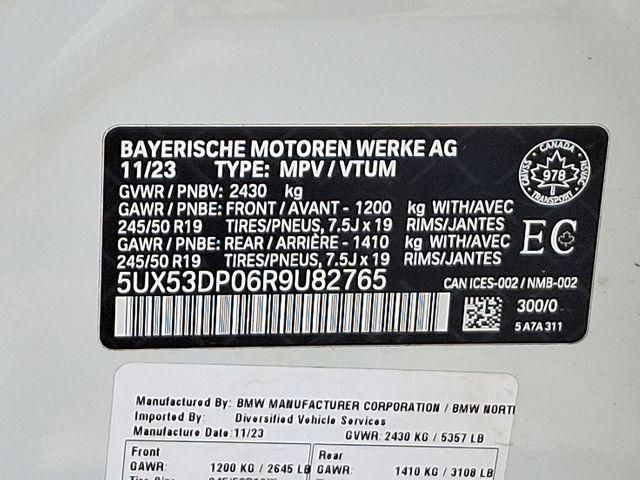 BAYERISCHE MOTOREN WERKE AG
11/23 TYPE: MPV / VTUM
GVWR / PNBV: 2430 kg
GAWR / PNBE: FRONT / AVANT - 1200 kg WITH/AVEC
245/50 R19 TIRES/PNEUS, 7.5J x 19 RIMS/JANTES
GAWR / PNBE: REAR / ARRIÈRE - 1410 kg WITH/AVEC
245/50 R19 TIRES/PNEUS, 7.5J x 19 RIMS/JANTES
CANADA
CMVSS 978 NSVAC
TRANSPORT
EC
5UX53DP06R9U82765
CAN ICES-002 / NMB-002
300/0
5 A7A 311
Manufactured By: BMW MANUFACTURER CORPORATION / BMW NORT
Imported By: Diversified Vehicle Services
Manufacture Date: 11/23 GVWR: 2430 KG / 5357 LB
Front
GAWR: 1200 KG / 2645 LB
Rear
GAWR: 1410 KG / 3108 LB